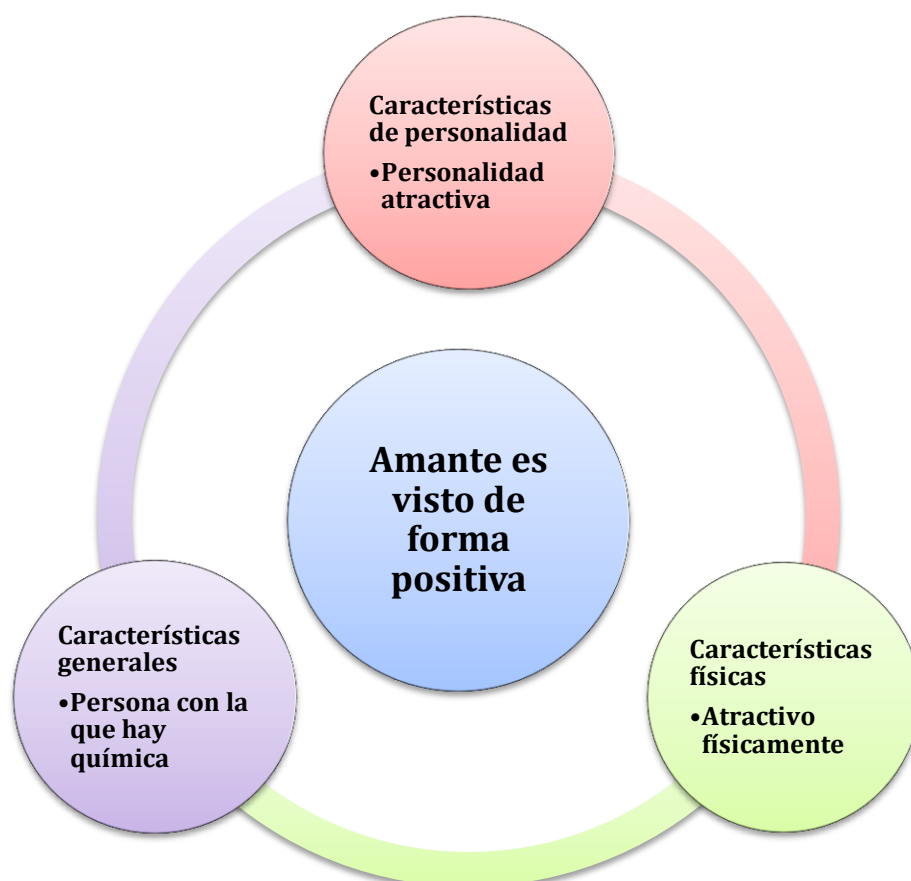 Características
de personalidad
•Personalidad
atractiva
Amante es
visto de
forma
positiva
Características
generales
•Persona con la
que hay
química
Características
físicas
•Atractivo
físicamente